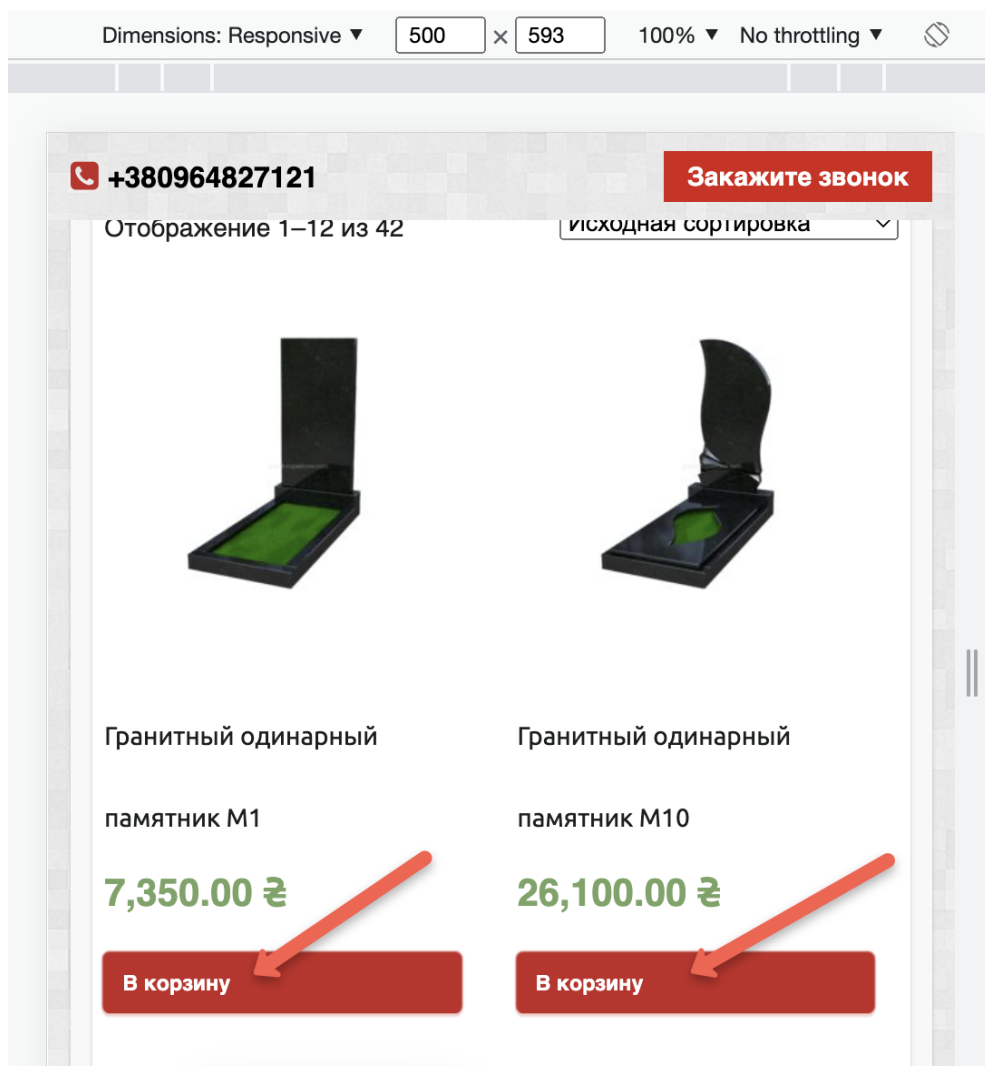 Dimensions: Responsive ▼ 500 × 593 100% ▼ No throttling ▼
+380964827121 Закажите звонок
Отображение 1–12 из 42 Исходная сортировка
Гранитный одинарный Гранитный одинарный
памятник М1 памятник М10
7,350.00 ₴ 26,100.00 ₴
В корзину В корзину